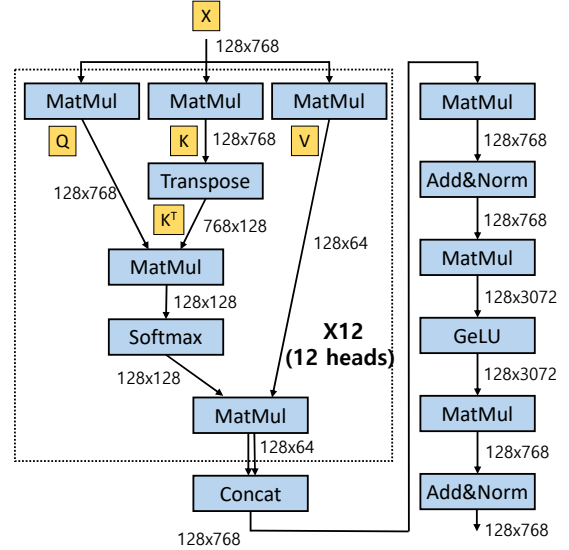 X
128x768
MatMul
MatMul
MatMul
Q
K
128x768
V
Transpose
128x768
Kᵀ
768x128
128x64
MatMul
128x128
Softmax
X12
(12 heads)
128x128
MatMul
128x64
Concat
128x768
MatMul
128x768
Add&Norm
128x768
MatMul
128x3072
GeLU
128x3072
MatMul
128x768
Add&Norm
128x768